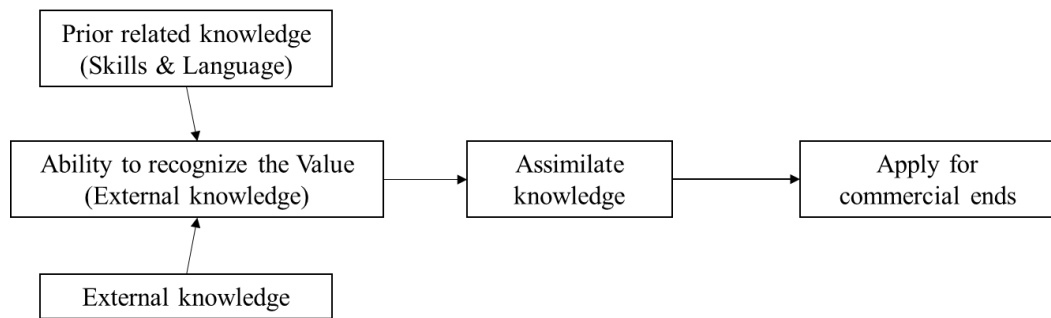 Prior related knowledge
(Skills & Language)
Ability to recognize the Value
(External knowledge)
Assimilate
knowledge
Apply for
commercial ends
External knowledge